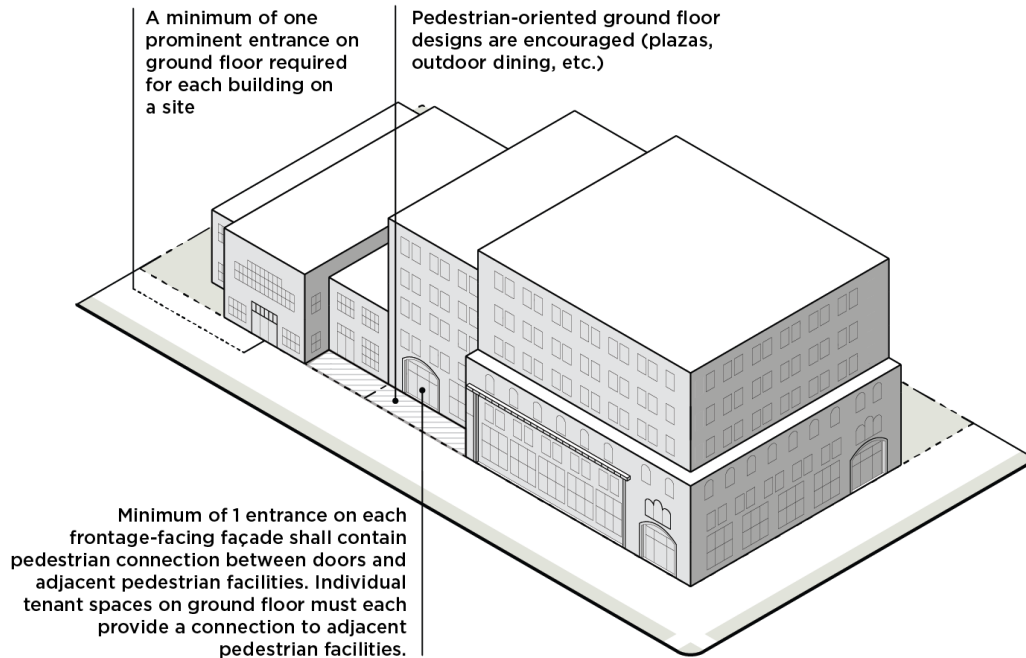 A minimum of one
prominent entrance on
ground floor required
for each building on
a site
Pedestrian-oriented ground floor
designs are encouraged (plazas,
outdoor dining, etc.)
Minimum of 1 entrance on each
frontage-facing façade shall contain
pedestrian connection between doors and
adjacent pedestrian facilities. Individual
tenant spaces on ground floor must each
provide a connection to adjacent
pedestrian facilities.